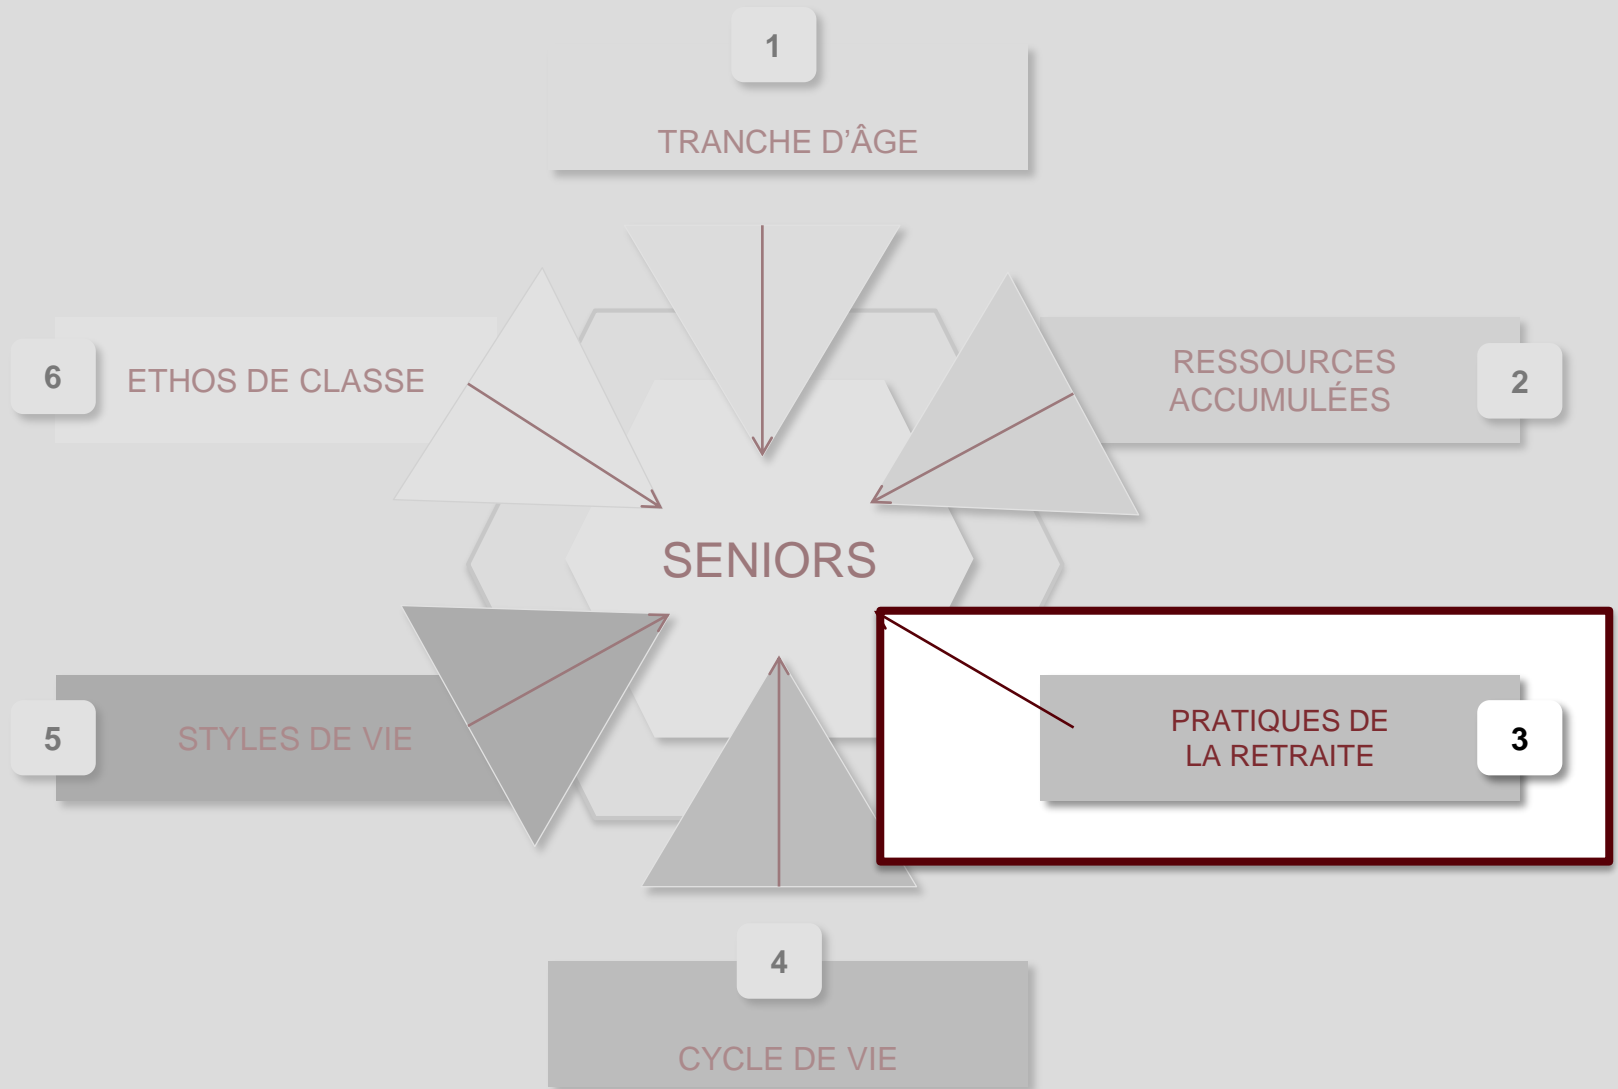 1
TRANCHE D’ÂGE
6
ETHOS DE CLASSE
RESSOURCES
ACCUMULÉES
2
SENIORS
5
STYLES DE VIE
PRATIQUES DE
LA RETRAITE
3
4
CYCLE DE VIE